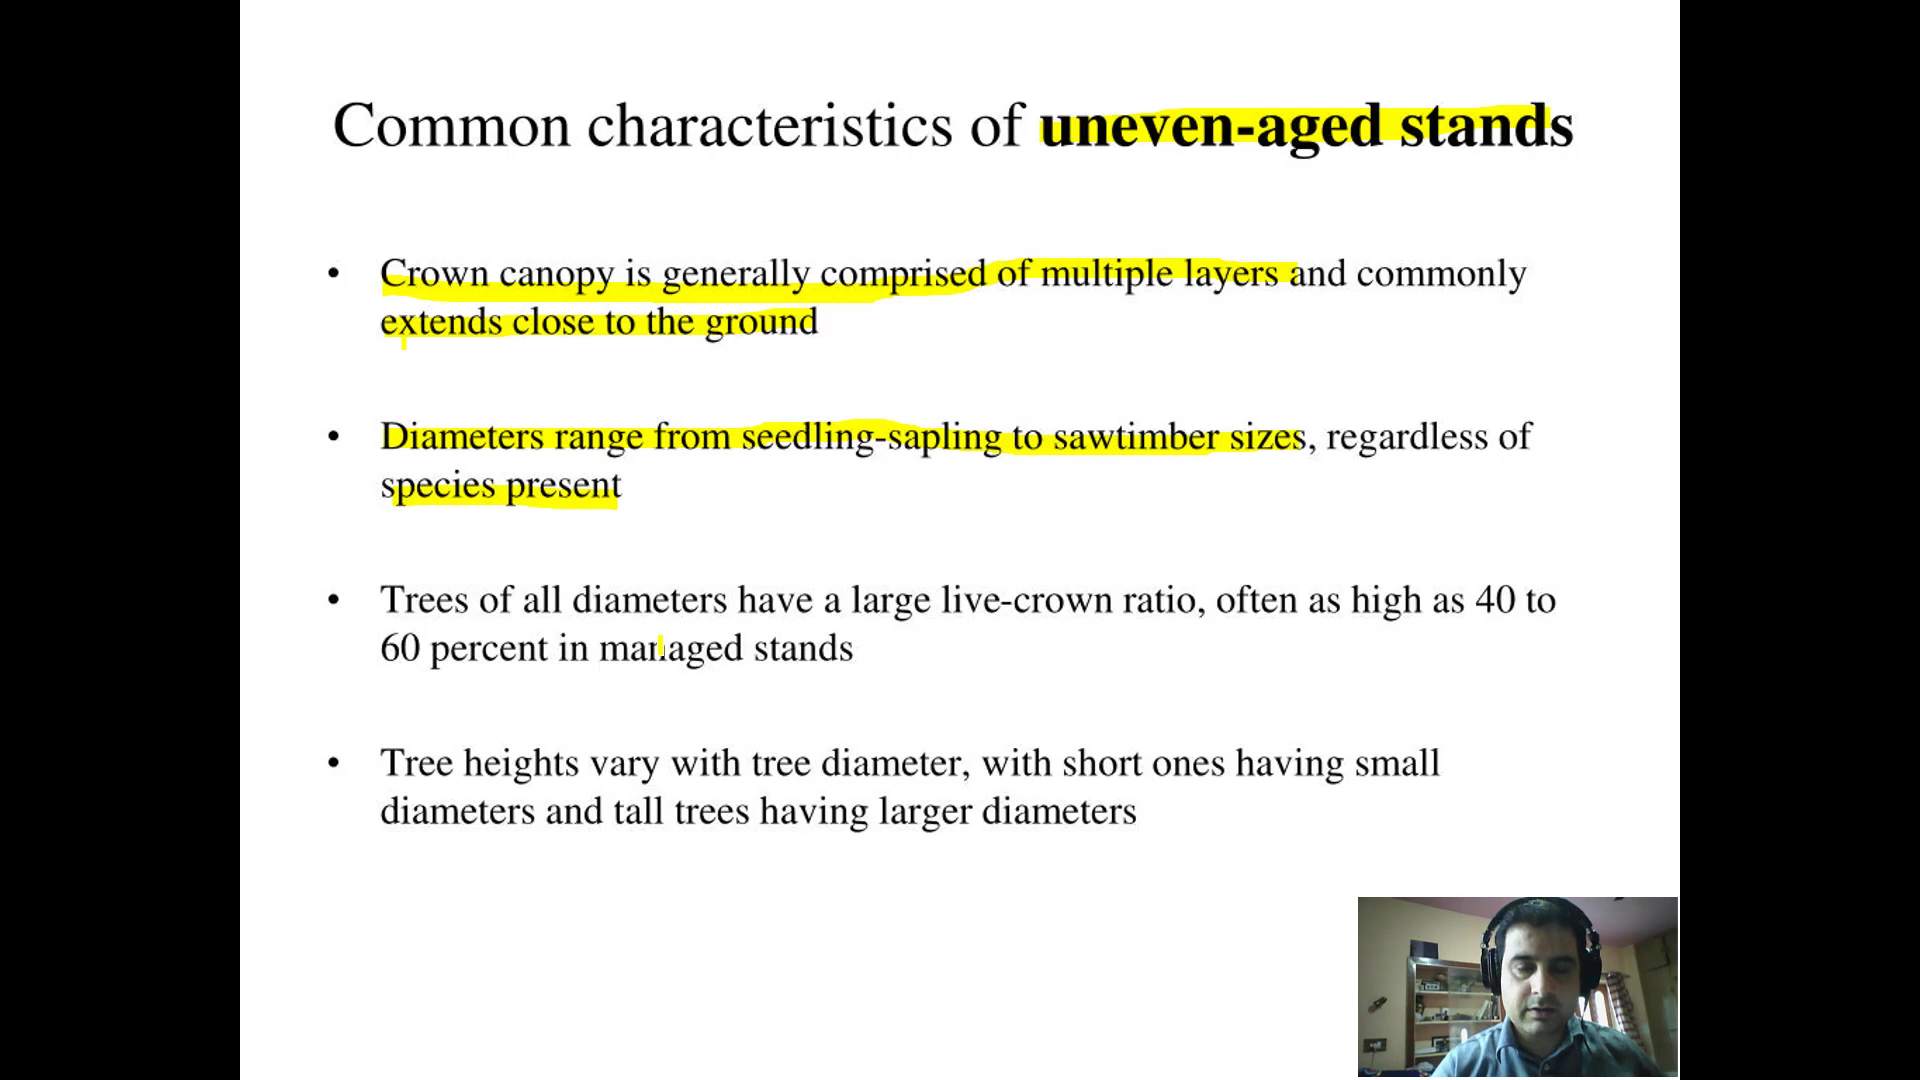 Common characteristics of uneven-aged stands
• Crown canopy is generally comprised of multiple layers and commonly
extends close to the ground
• Diameters range from seedling-sapling to sawtimber sizes, regardless of
species present
• Trees of all diameters have a large live-crown ratio, often as high as 40 to
60 percent in managed stands
• Tree heights vary with tree diameter, with short ones having small
diameters and tall trees having larger diameters